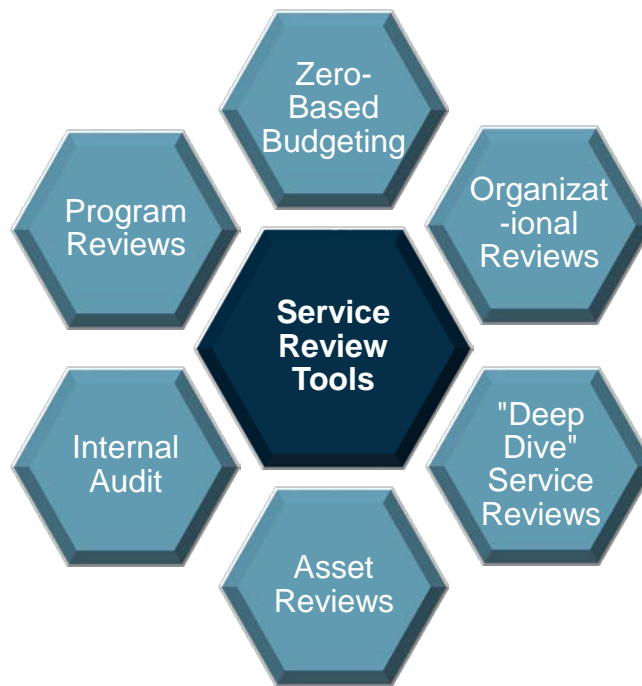 Zero-
Based
Budgeting
Program
Reviews
Organizat
-ional
Reviews
Service
Review
Tools
Internal
Audit
"Deep
Dive"
Service
Reviews
Asset
Reviews